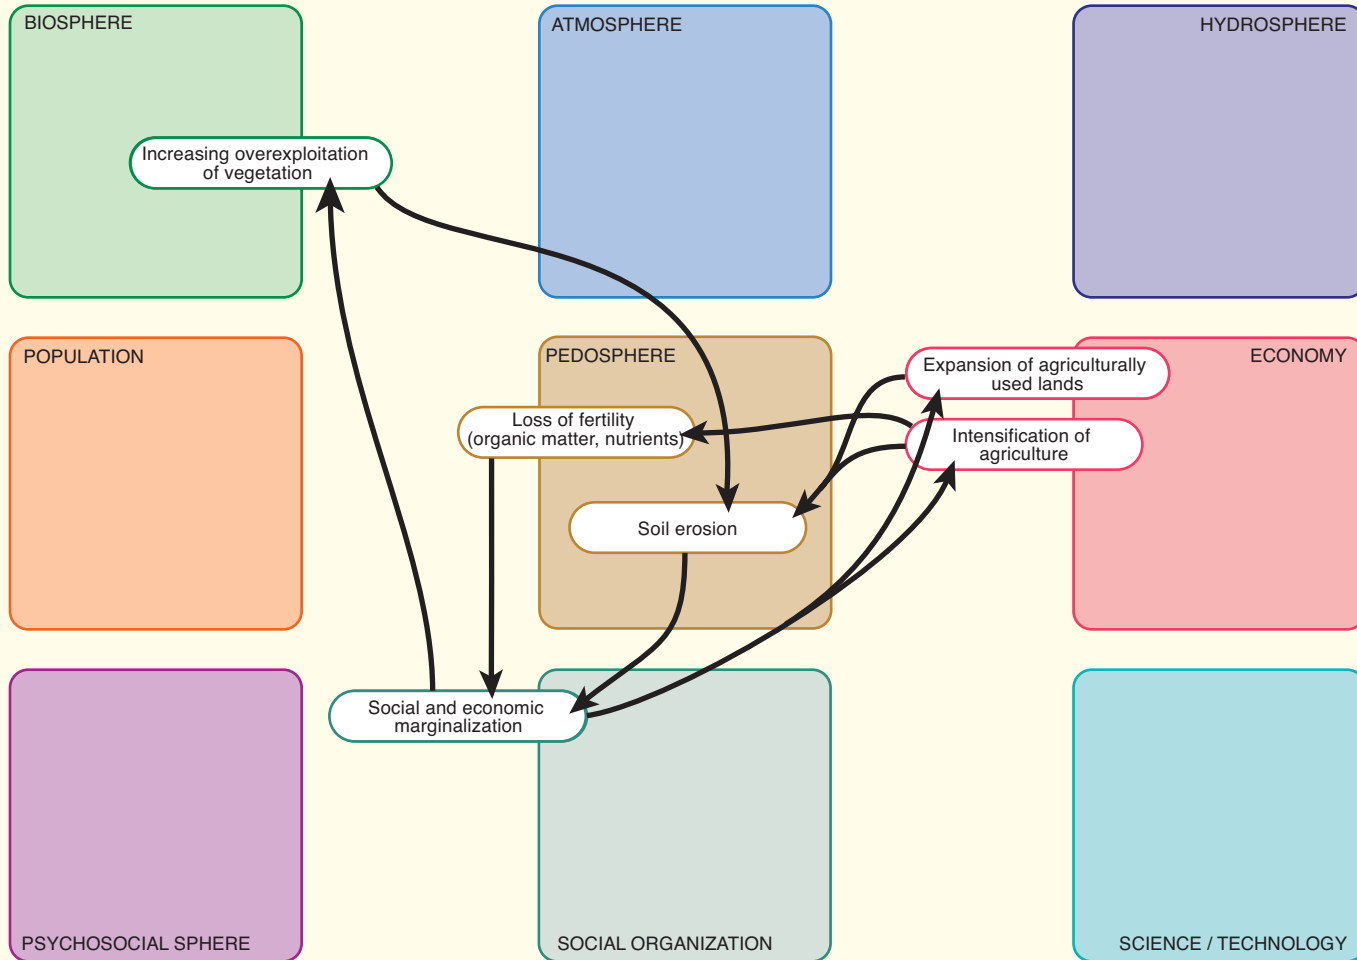 BIOSPHERE
ATMOSPHERE
HYDROSPHERE
Increasing overexploitation
of vegetation
POPULATION
PEDOSPHERE
ECONOMY
Expansion of agriculturally
used lands
Loss of fertility
(organic matter, nutrients)
Intensification of
agriculture
Soil erosion
Social and economic
marginalization
PSYCHOSOCIAL SPHERE
SOCIAL ORGANIZATION
SCIENCE / TECHNOLOGY